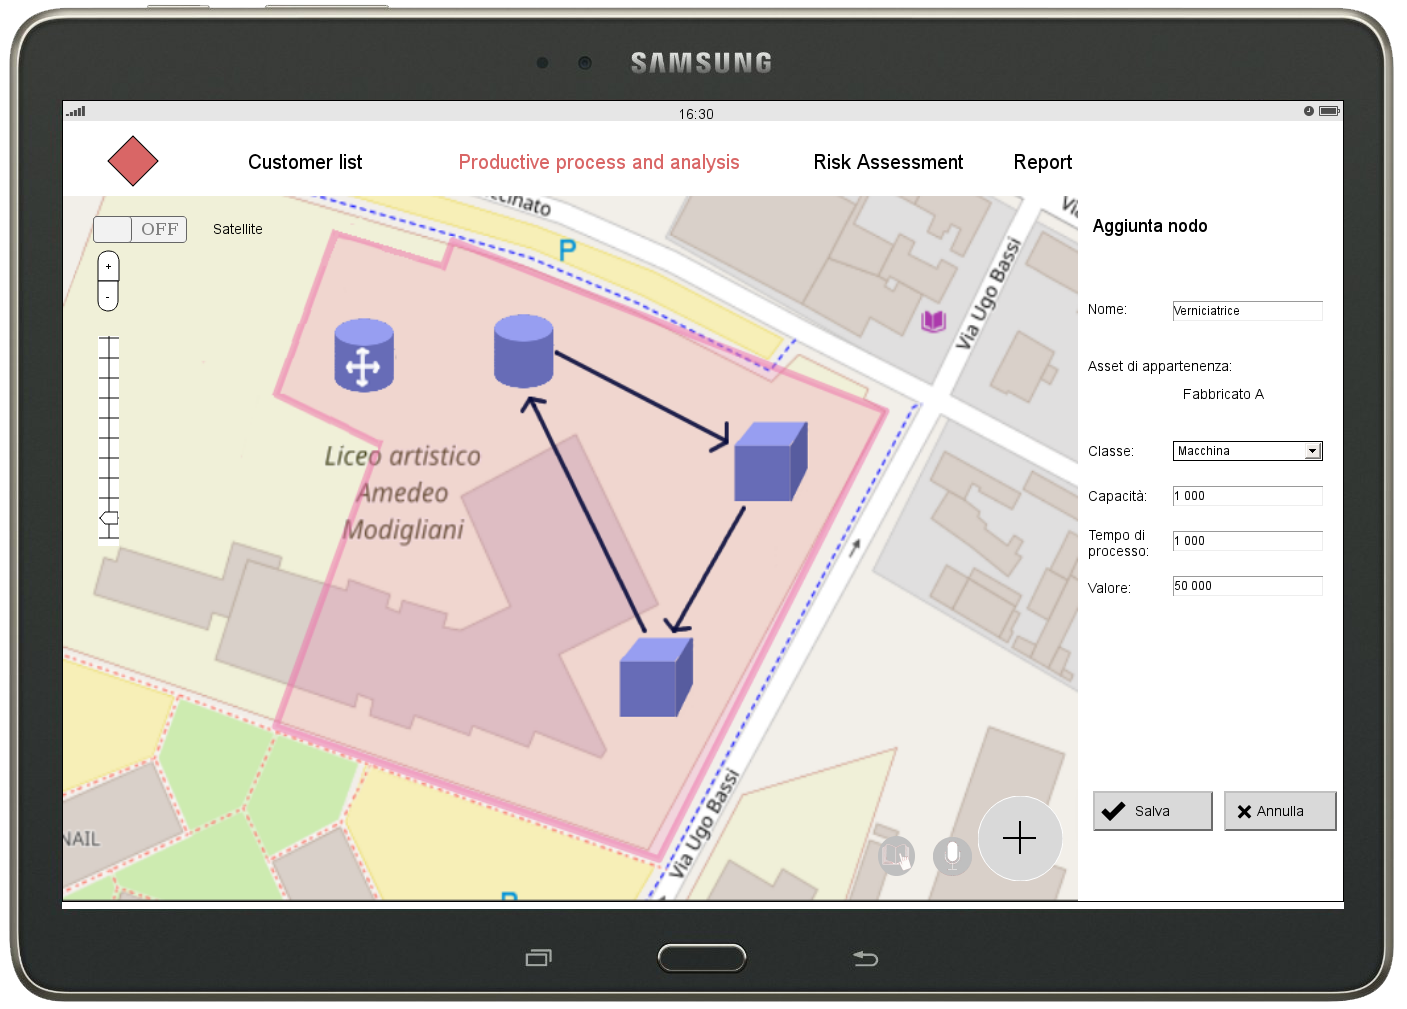 SAMSUNG
16:30
Customer list
Productive process and analysis
Risk Assessment
Report
OFF
Satellite
+
-
P
Via Ugo Bassi
Liceo artistico
Amedeo
Modigliani
NAIL
Via Ugo Bassi
P
Aggiunta nodo
Nome:
Verniciatrice
Asset di appartenenza:
Fabbricato A
Classe:
Macchina
Capacità:
1 000
Tempo di
processo:
1 000
Valore:
50 000
Salva
Annulla